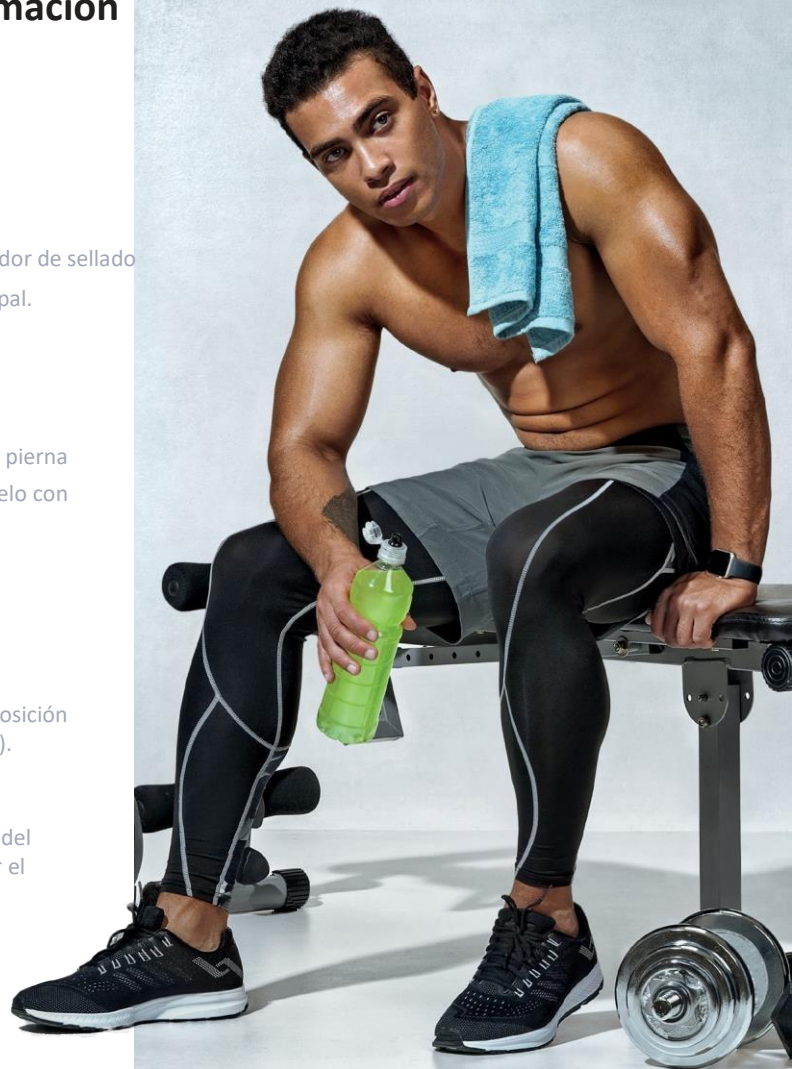 mación
dor de sellado
pal.
pierna
elo con
osición
).
del
r el